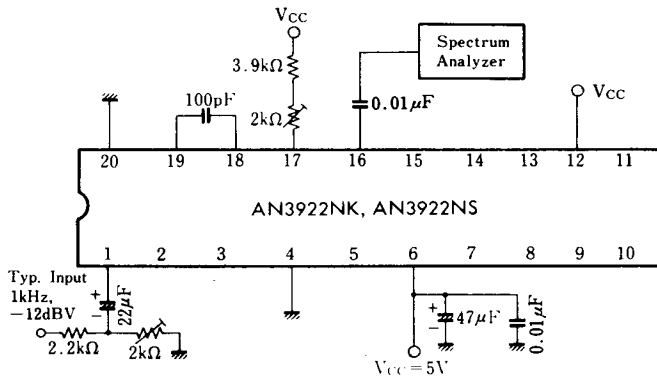 VCC
3.9kΩ
2kΩ
Spectrum
Analyzer
0.01μF
VCC
100pF
20 19 18 17 16 15 14 13 12 11
AN3922NK, AN3922NS
1 2 3 4 5 6 7 8 9 10
Typ. Input
1kHz,
−12dBV
+
−
22μF
2.2kΩ
2kΩ
+
−
47μF
0.01μF
VCC=5V